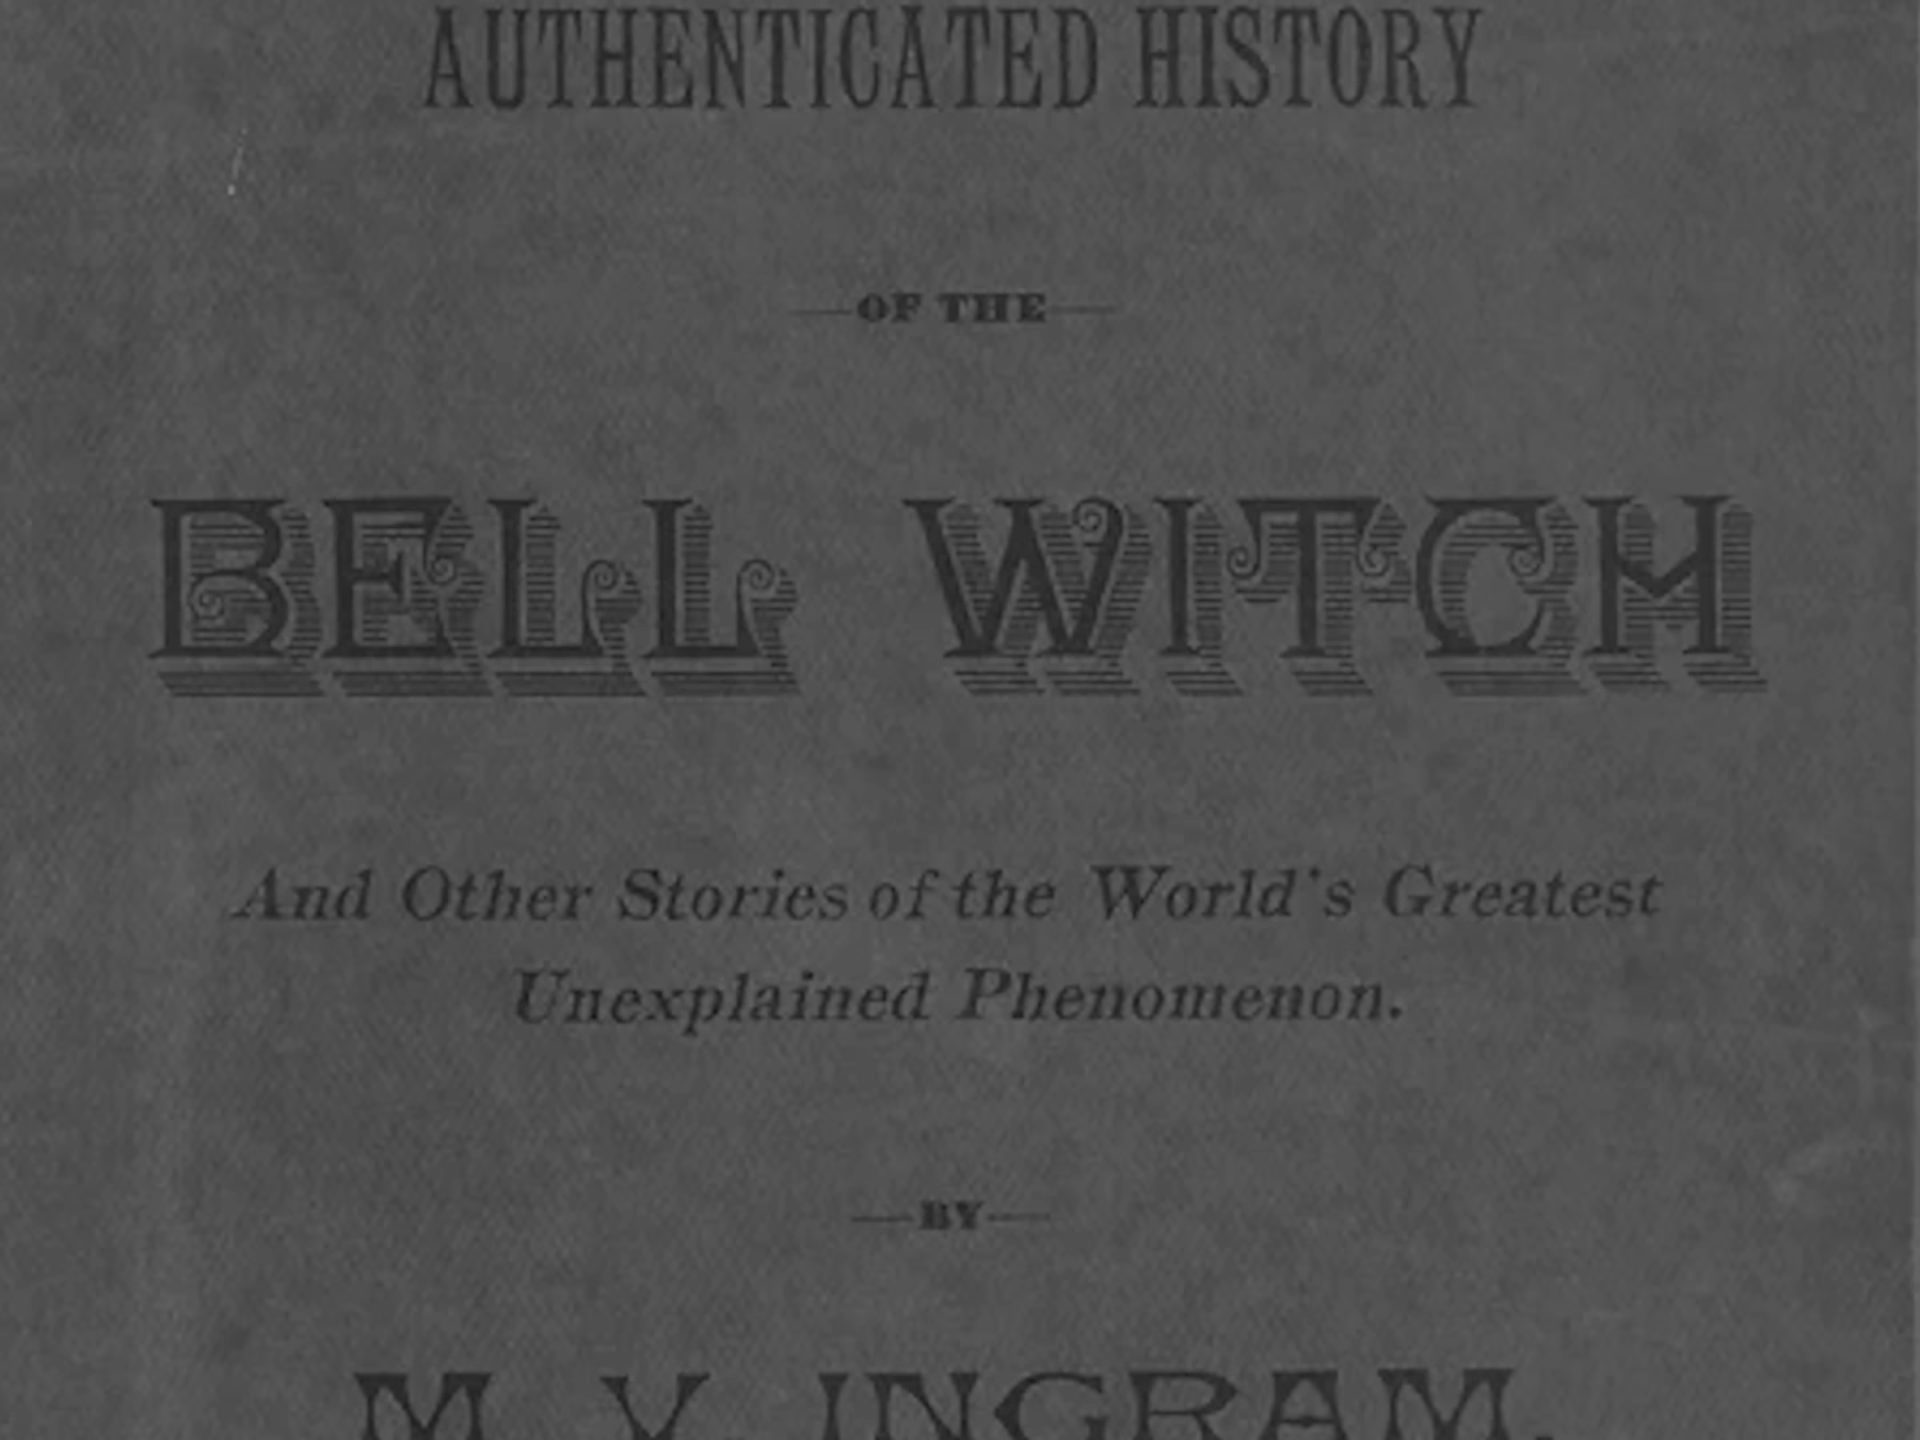 AUTHENTICATED HISTORY
—OF THE—
BELL WITCH
And Other Stories of the World's Greatest
Unexplained Phenomenon.
—BY—
M. V. INGRAM.